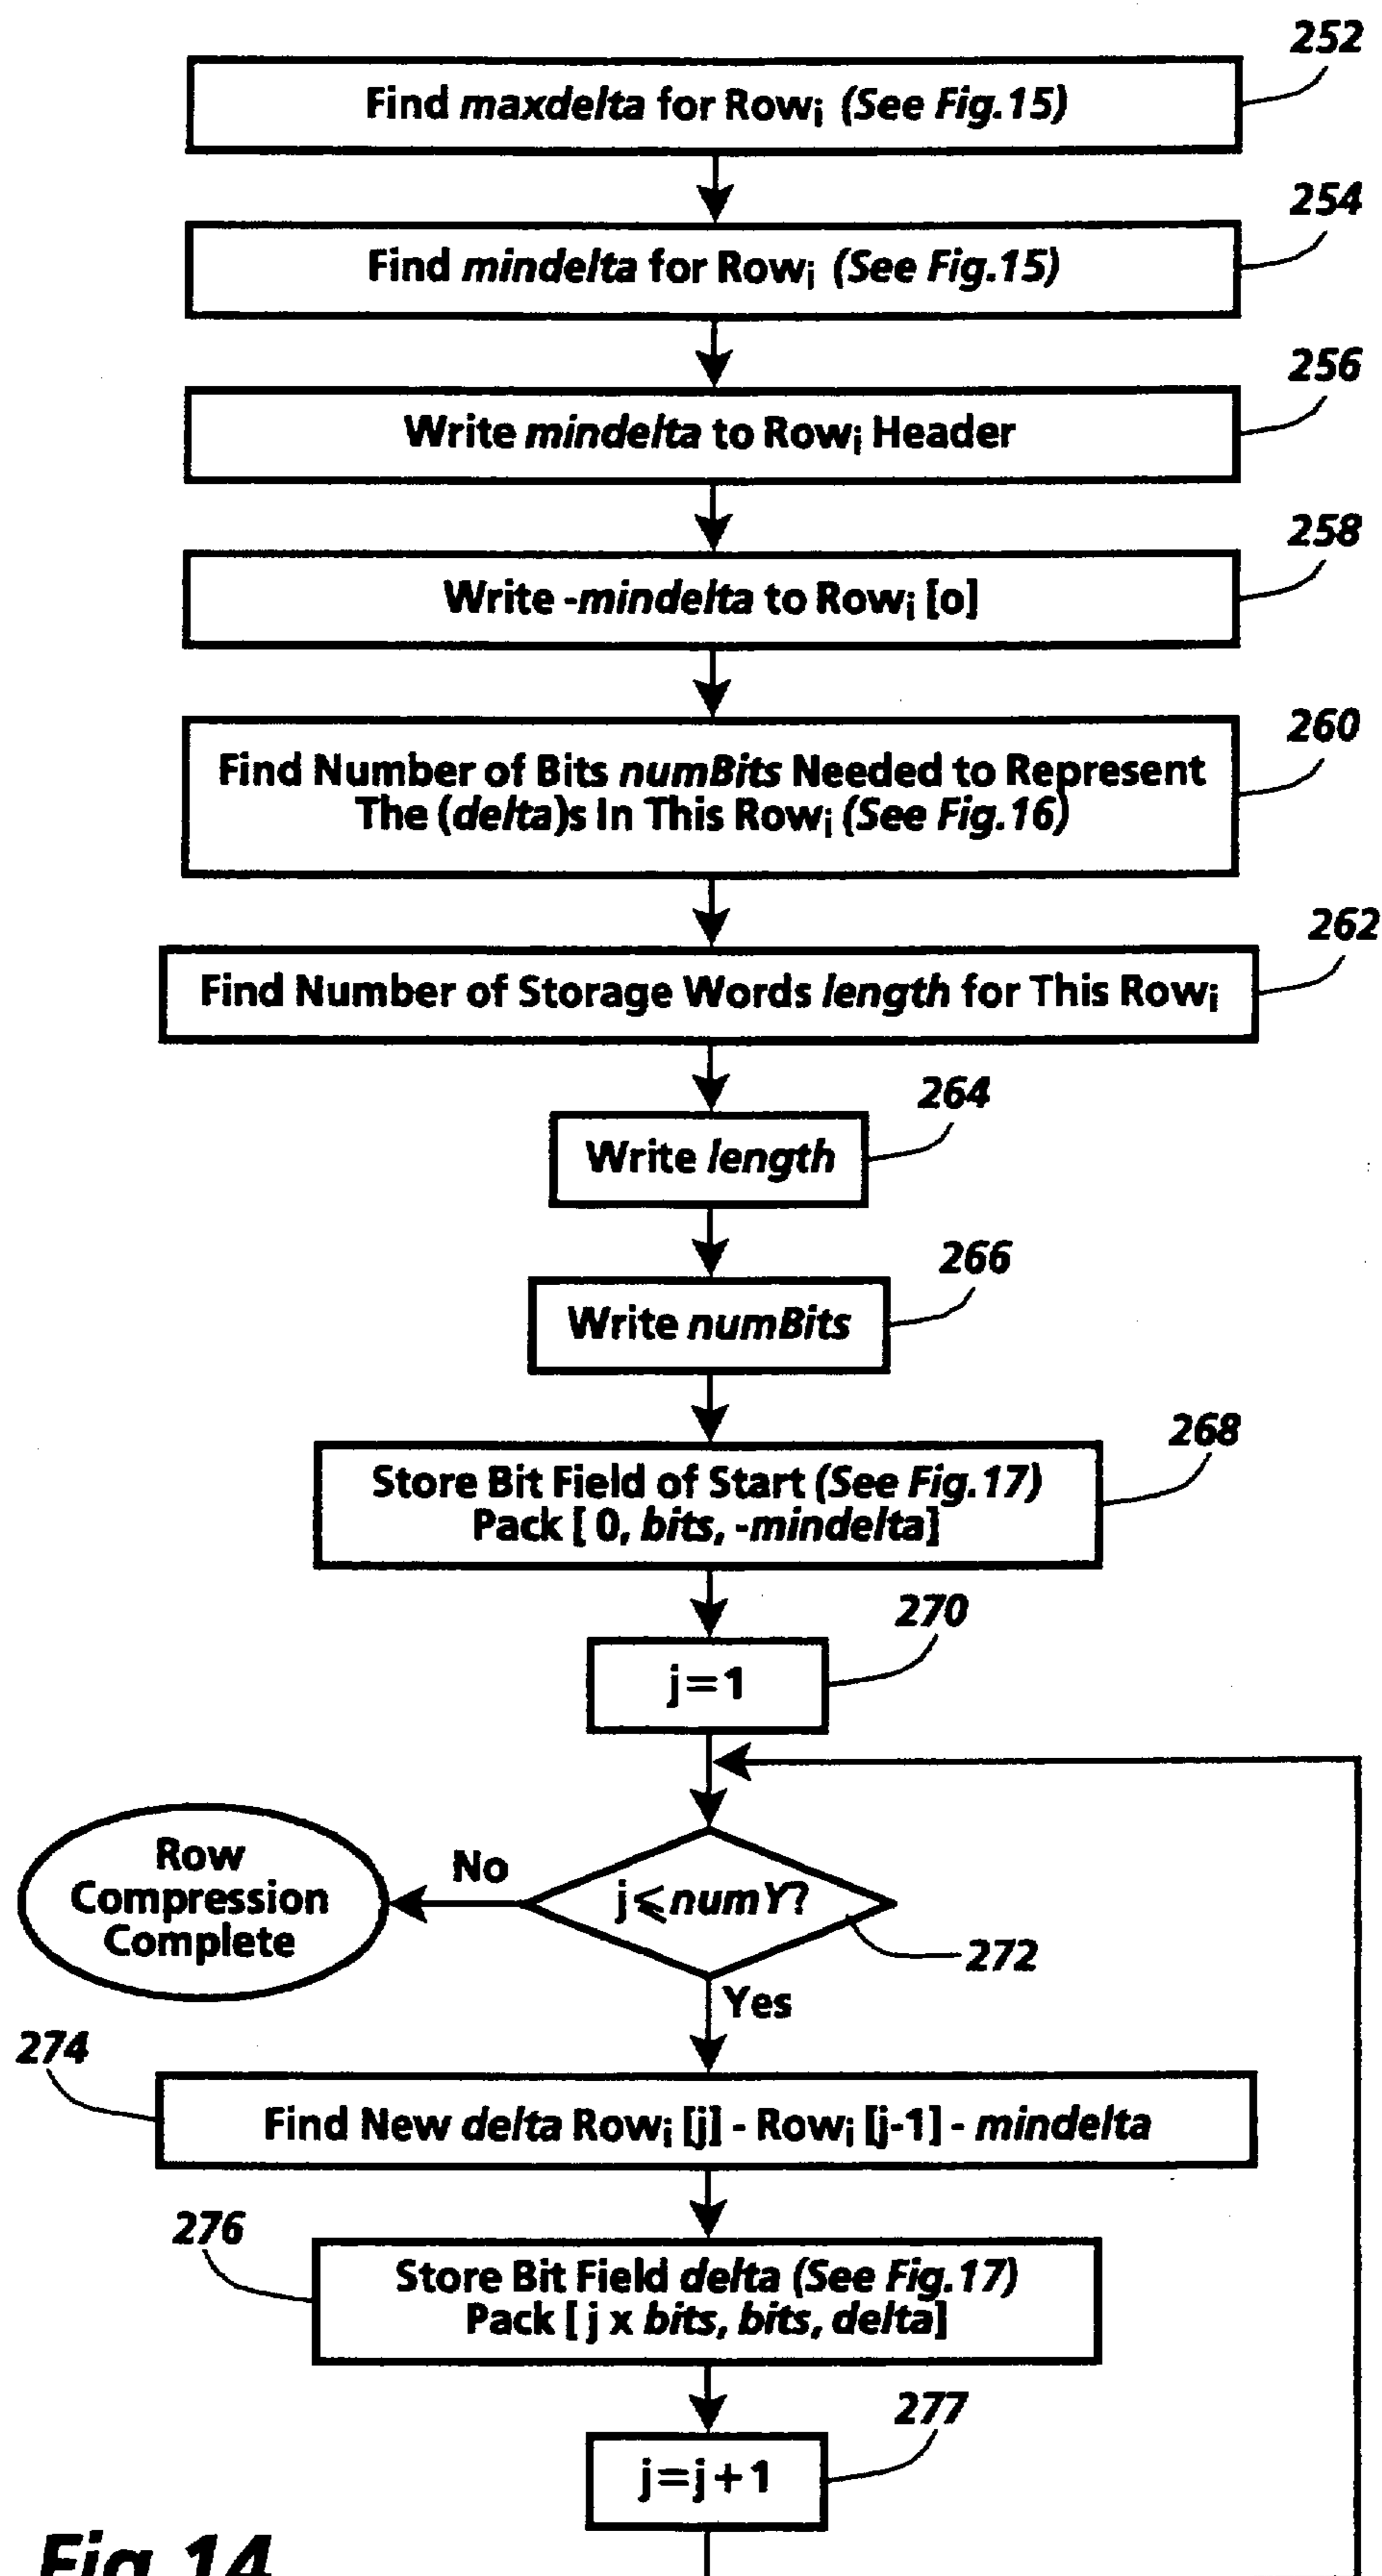 252
Find maxdelta for Rowi (See Fig.15)
254
Find mindelta for Rowi (See Fig.15)
256
Write mindelta to Rowi Header
258
Write -mindelta to Rowi [o]
260
Find Number of Bits numBits Needed to Represent
The (delta)s In This Rowi (See Fig.16)
262
Find Number of Storage Words length for This Rowi
264
Write length
266
Write numBits
268
Store Bit Field of Start (See Fig.17)
Pack [ 0, bits, -mindelta]
270
j=1
No
Row
Compression
Complete
j⩽numY?
272
Yes
274
Find New delta Rowi [j] - Rowi [j-1] - mindelta
276
Store Bit Field delta (See Fig.17)
Pack [ j x bits, bits, delta]
277
j=j+1
Fig.14